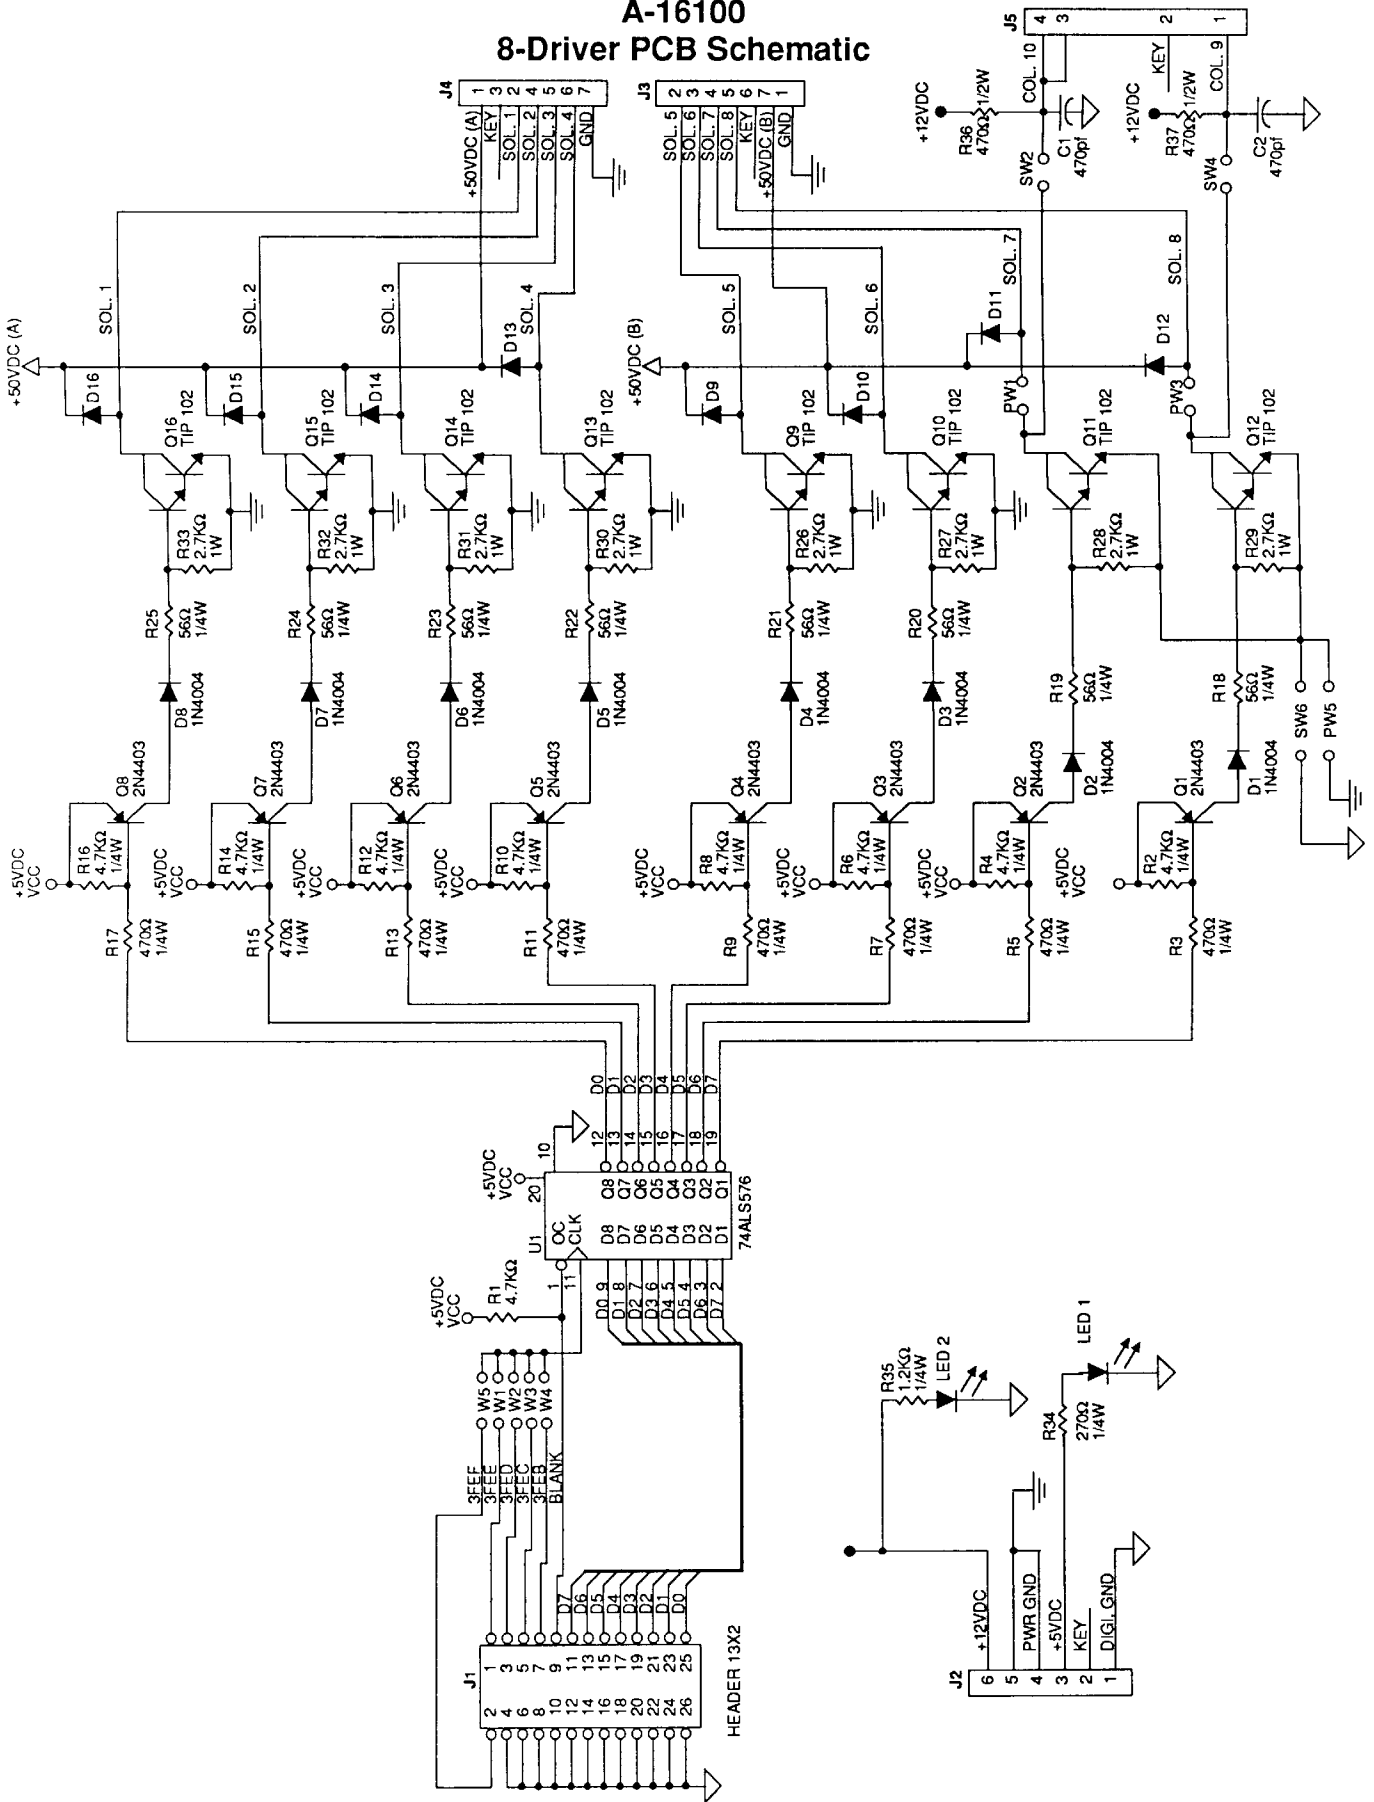 A-16100
8-Driver PCB Schematic
J4
1
3
2
4
5
6
7
+50VDC (A)
KEY
SOL. 1
SOL. 2
SOL. 3
SOL. 4
GND
J3
2
3
4
5
6
7
1
SOL. 5
SOL. 6
SOL. 7
SOL. 8
KEY
+50VDC (B)
GND
J5
4
3
2
1
COL. 10
KEY
COL. 9
+12VDC
R36
470Ω 1/2W
C1
470pf
SW2
+12VDC
R37
470Ω 1/2W
C2
470pf
SW4
+50VDC (A)
SOL. 1
D16
Q16
TIP 102
R33
2.7KΩ
1W
R25
56Ω
1/4W
D8
1N4004
Q8
2N4403
+5VDC
VCC
R16
4.7KΩ
1/4W
R17
470Ω
1/4W
SOL. 2
D15
Q15
TIP 102
R32
2.7KΩ
1W
R24
56Ω
1/4W
D7
1N4004
Q7
2N4403
+5VDC
VCC
R14
4.7KΩ
1/4W
R15
470Ω
1/4W
SOL. 3
D14
Q14
TIP 102
R31
2.7KΩ
1W
R23
56Ω
1/4W
D6
1N4004
Q6
2N4403
+5VDC
VCC
R12
4.7KΩ
1/4W
R13
470Ω
1/4W
SOL. 4
D13
Q13
TIP 102
R30
2.7KΩ
1W
R22
56Ω
1/4W
D5
1N4004
Q5
2N4403
+5VDC
VCC
R10
4.7KΩ
1/4W
R11
470Ω
1/4W
+50VDC (B)
SOL. 5
D9
Q9
TIP 102
R26
2.7KΩ
1W
R21
56Ω
1/4W
D4
1N4004
Q4
2N4403
+5VDC
VCC
R8
4.7KΩ
1/4W
R9
470Ω
1/4W
SOL. 6
D10
Q10
TIP 102
R27
2.7KΩ
1W
R20
56Ω
1/4W
D3
1N4004
Q3
2N4403
+5VDC
VCC
R6
4.7KΩ
1/4W
R7
470Ω
1/4W
SOL. 7
D11
PW1
Q11
TIP 102
R28
2.7KΩ
1W
R19
56Ω
1/4W
D2
1N4004
Q2
2N4403
+5VDC
VCC
R4
4.7KΩ
1/4W
R5
470Ω
1/4W
SOL. 8
D12
PW3
Q12
TIP 102
R29
2.7KΩ
1W
R18
56Ω
1/4W
D1
1N4004
Q1
2N4403
+5VDC
VCC
R2
4.7KΩ
1/4W
R3
470Ω
1/4W
SW6
PW5
D0
D1
D2
D3
D4
D5
D6
D7
12
13
14
15
16
17
18
19
10
+5VDC
VCC
20
U1
OC
CLK
Q8
Q7
Q6
Q5
Q4
Q3
Q2
Q1
D8
D7
D6
D5
D4
D3
D2
D1
74ALS576
1
11
D0 9
D1 8
D2 7
D3 6
D4 5
D5 4
D6 3
D7 2
+5VDC
VCC
R1
4.7KΩ
W5
W1
W2
W3
W4
3FEF
3FEE
3FED
3FEC
3FEB
BLANK
D7
D6
D5
D4
D3
D2
D1
D0
J1
2 1
4 3
6 5
8 7
10 9
12 11
14 13
16 15
18 17
20 19
22 21
24 23
26 25
HEADER 13X2
R35
1.2KΩ
1/4W
LED 2
R34
270Ω
1/4W
LED 1
J2
6
5
4
3
2
1
+12VDC
PWR GND
+5VDC
KEY
DIGI, GND